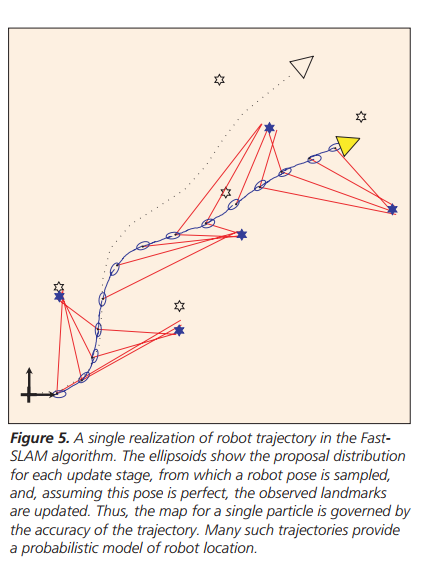 Figure 5. A single realization of robot trajectory in the Fast-
SLAM algorithm. The ellipsoids show the proposal distribution
for each update stage, from which a robot pose is sampled,
and, assuming this pose is perfect, the observed landmarks
are updated. Thus, the map for a single particle is governed by
the accuracy of the trajectory. Many such trajectories provide
a probabilistic model of robot location.